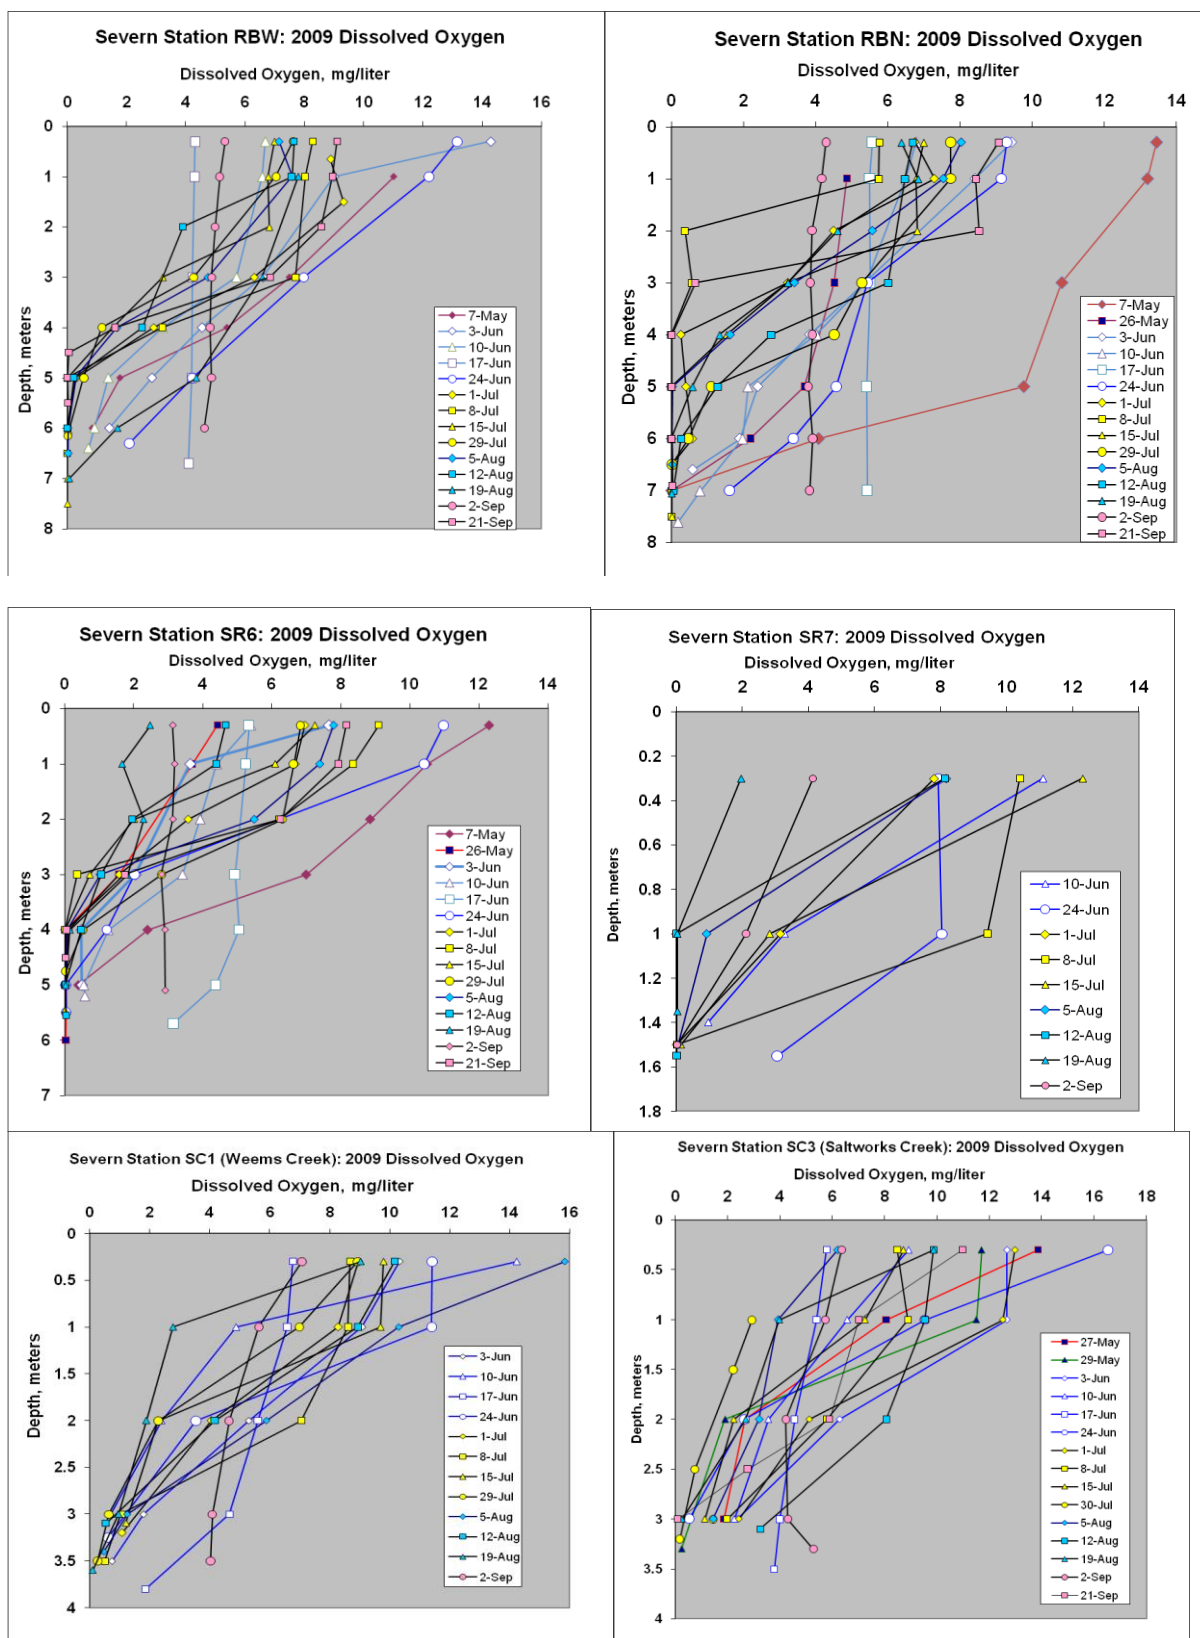 Severn Station RBW: 2009 Dissolved Oxygen
Dissolved Oxygen, mg/liter
0 2 4 6 8 10 12 14 16
0
1
2
3
4
5
6
7
8
Depth, meters
7-May
3-Jun
10-Jun
17-Jun
24-Jun
1-Jul
8-Jul
15-Jul
29-Jul
5-Aug
12-Aug
19-Aug
2-Sep
21-Sep
Severn Station RBN: 2009 Dissolved Oxygen
Dissolved Oxygen, mg/liter
0 2 4 6 8 10 12 14
0
1
2
3
4
5
6
7
8
Depth, meters
7-May
26-May
3-Jun
10-Jun
17-Jun
24-Jun
1-Jul
8-Jul
15-Jul
29-Jul
5-Aug
12-Aug
19-Aug
2-Sep
21-Sep
Severn Station SR6: 2009 Dissolved Oxygen
Dissolved Oxygen, mg/liter
0 2 4 6 8 10 12 14
0
1
2
3
4
5
6
7
Depth, meters
7-May
26-May
3-Jun
10-Jun
17-Jun
24-Jun
1-Jul
8-Jul
15-Jul
29-Jul
5-Aug
12-Aug
19-Aug
2-Sep
21-Sep
Severn Station SR7: 2009 Dissolved Oxygen
Dissolved Oxygen, mg/liter
0 2 4 6 8 10 12 14
0
0.2
0.4
0.6
0.8
1
1.2
1.4
1.6
1.8
Depth, meters
10-Jun
24-Jun
1-Jul
8-Jul
15-Jul
5-Aug
12-Aug
19-Aug
2-Sep
Severn Station SC1 (Weems Creek): 2009 Dissolved Oxygen
Dissolved Oxygen, mg/liter
0 2 4 6 8 10 12 14 16
0
0.5
1
1.5
2
2.5
3
3.5
4
Depth, meters
3-Jun
10-Jun
17-Jun
24-Jun
1-Jul
8-Jul
15-Jul
29-Jul
5-Aug
12-Aug
19-Aug
2-Sep
Severn Station SC3 (Saltworks Creek): 2009 Dissolved Oxygen
Dissolved Oxygen, mg/liter
0 2 4 6 8 10 12 14 16 18
0
0.5
1
1.5
2
2.5
3
3.5
4
Depth, meters
27-May
29-May
3-Jun
10-Jun
17-Jun
24-Jun
1-Jul
8-Jul
15-Jul
30-Jul
5-Aug
12-Aug
19-Aug
2-Sep
21-Sep